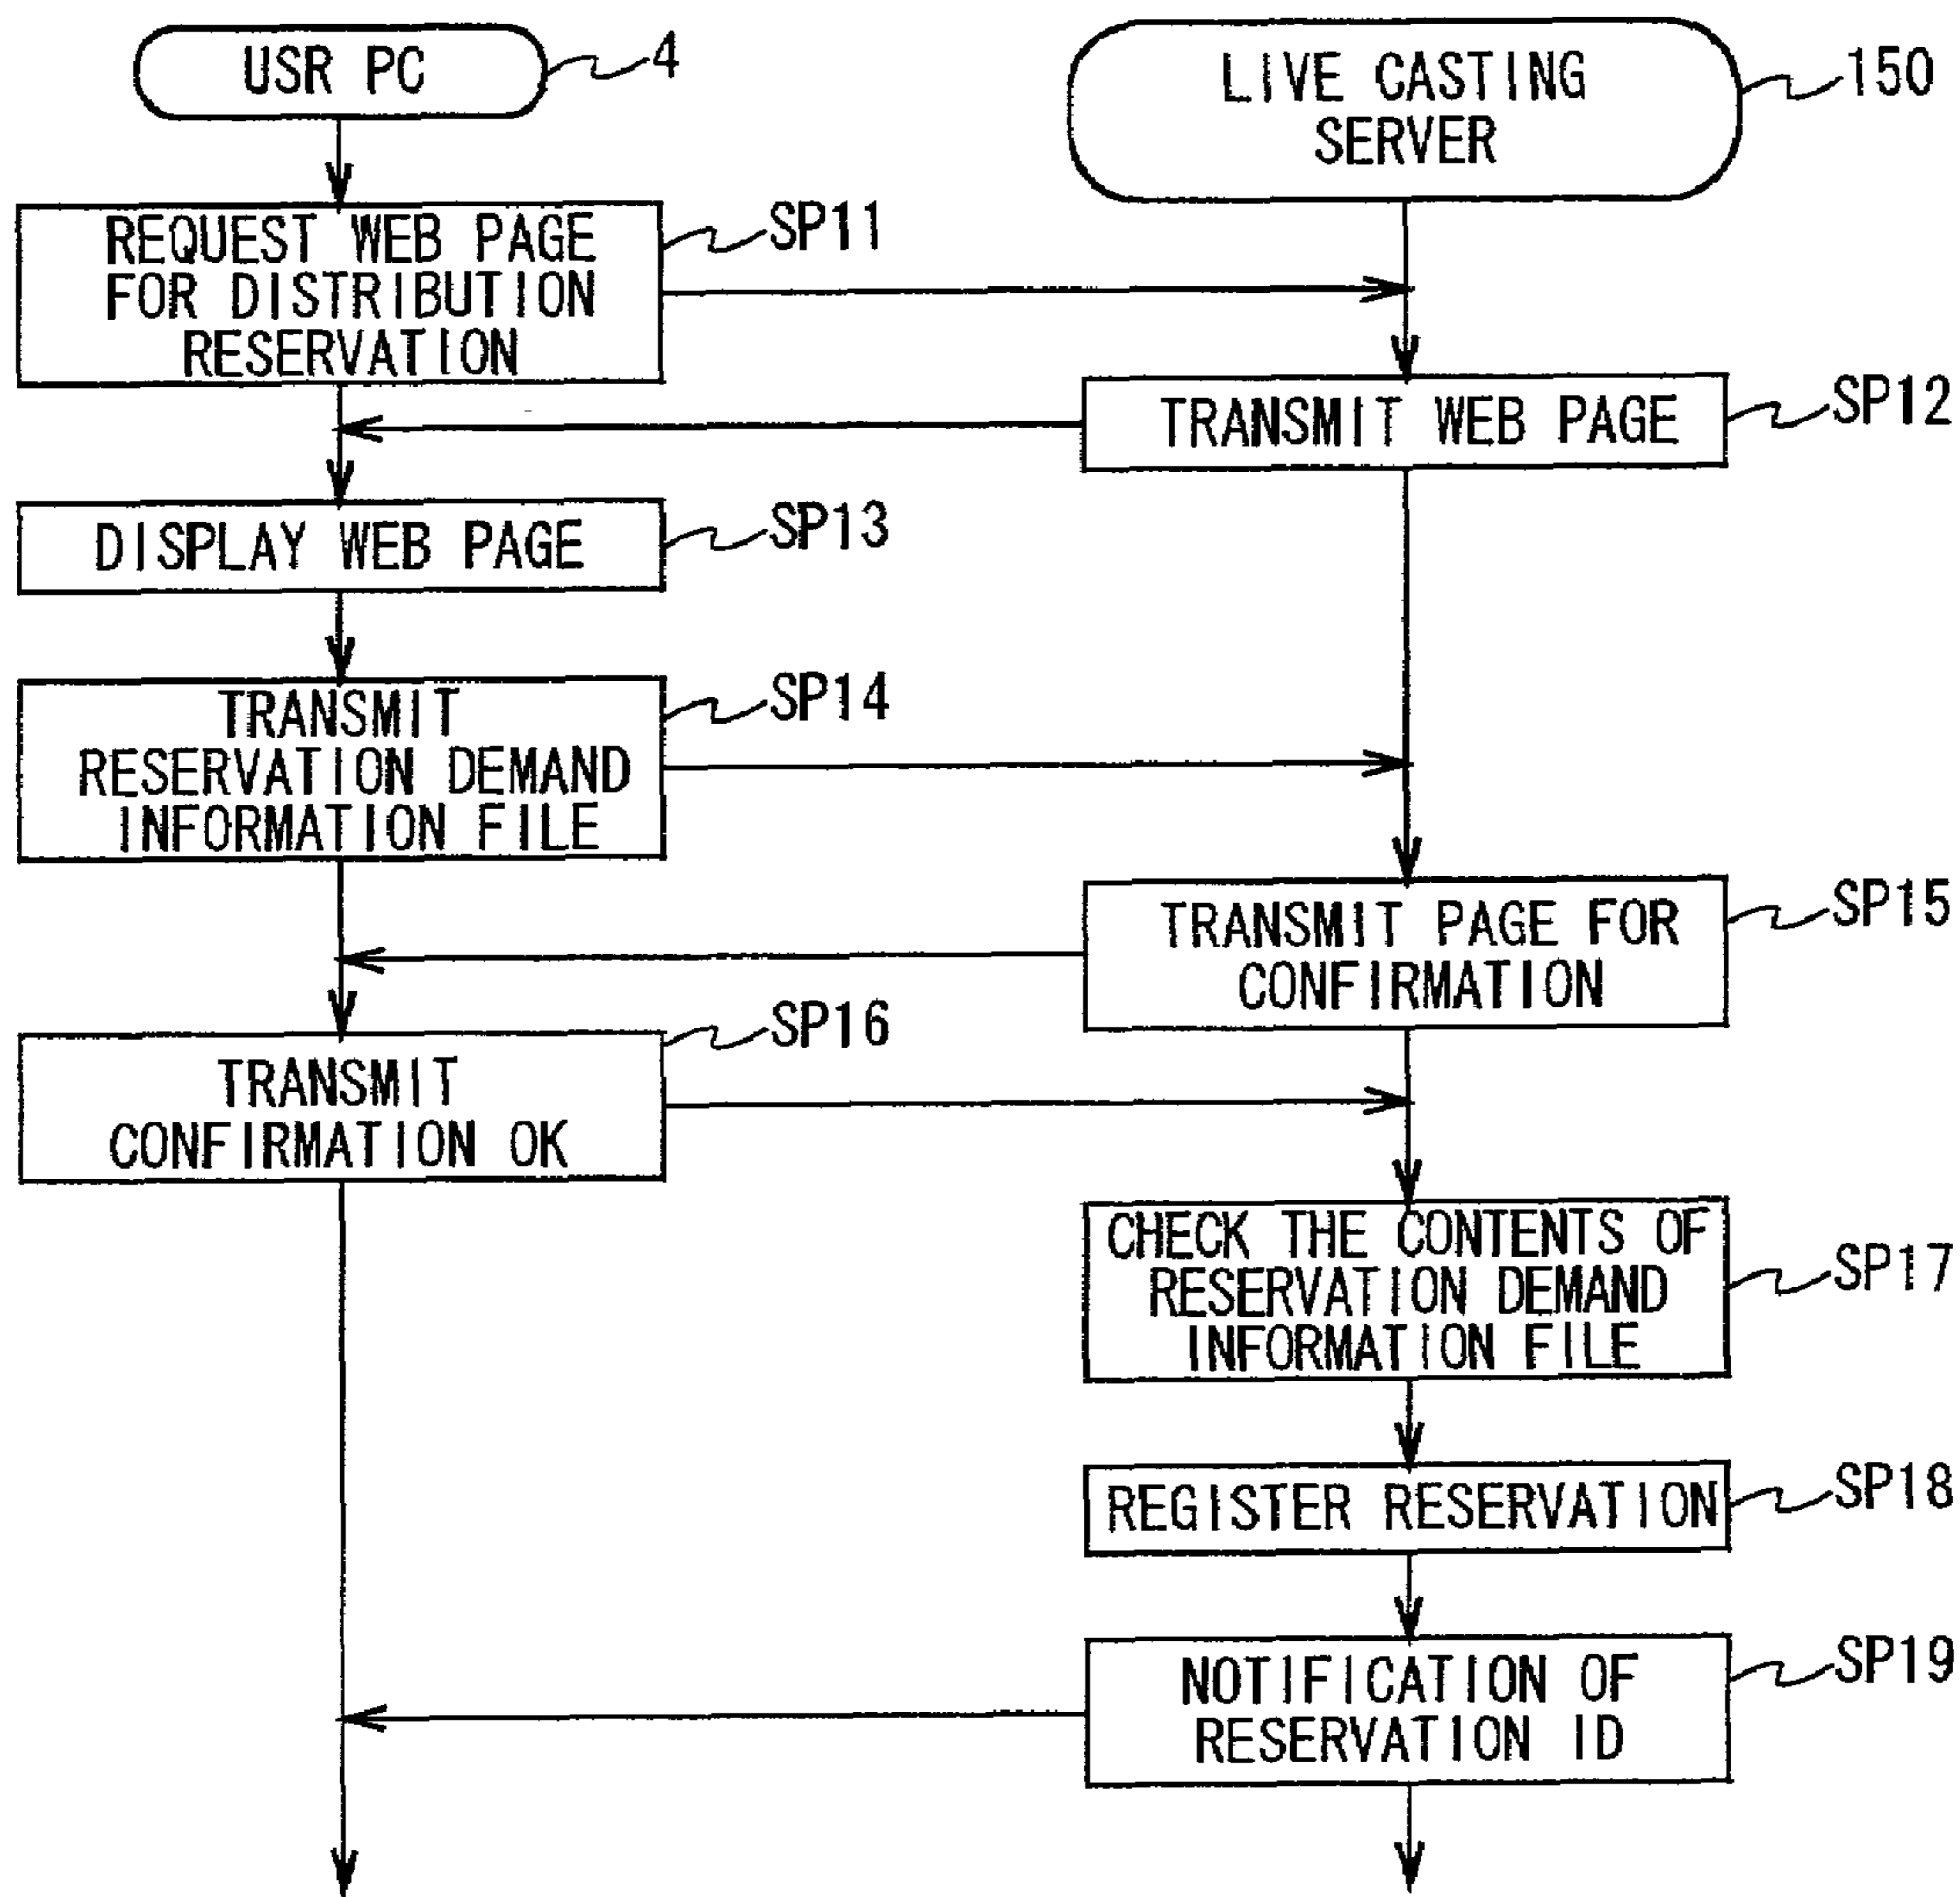 USR PC
4
LIVE CASTING
SERVER
150
REQUEST WEB PAGE
FOR DISTRIBUTION
RESERVATION
SP11
TRANSMIT WEB PAGE
SP12
DISPLAY WEB PAGE
SP13
TRANSMIT
RESERVATION DEMAND
INFORMATION FILE
SP14
TRANSMIT PAGE FOR
CONFIRMATION
SP15
TRANSMIT
CONFIRMATION OK
SP16
CHECK THE CONTENTS OF
RESERVATION DEMAND
INFORMATION FILE
SP17
REGISTER RESERVATION
SP18
NOTIFICATION OF
RESERVATION ID
SP19